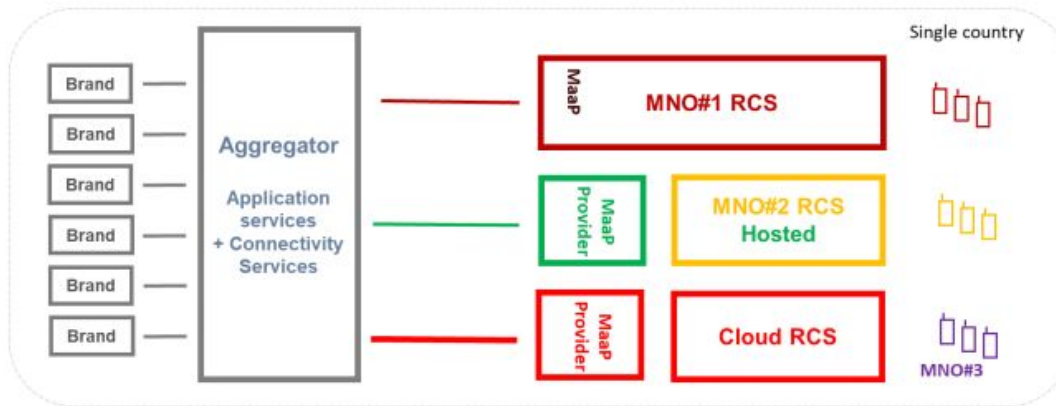 Single country
Brand
Brand
Brand
Brand
Brand
Brand
Aggregator
Application
services
+ Connectivity
Services
MaaP
MNO#1 RCS
MaaP
Provider
MNO#2 RCS
Hosted
MaaP
Provider
Cloud RCS
MNO#3